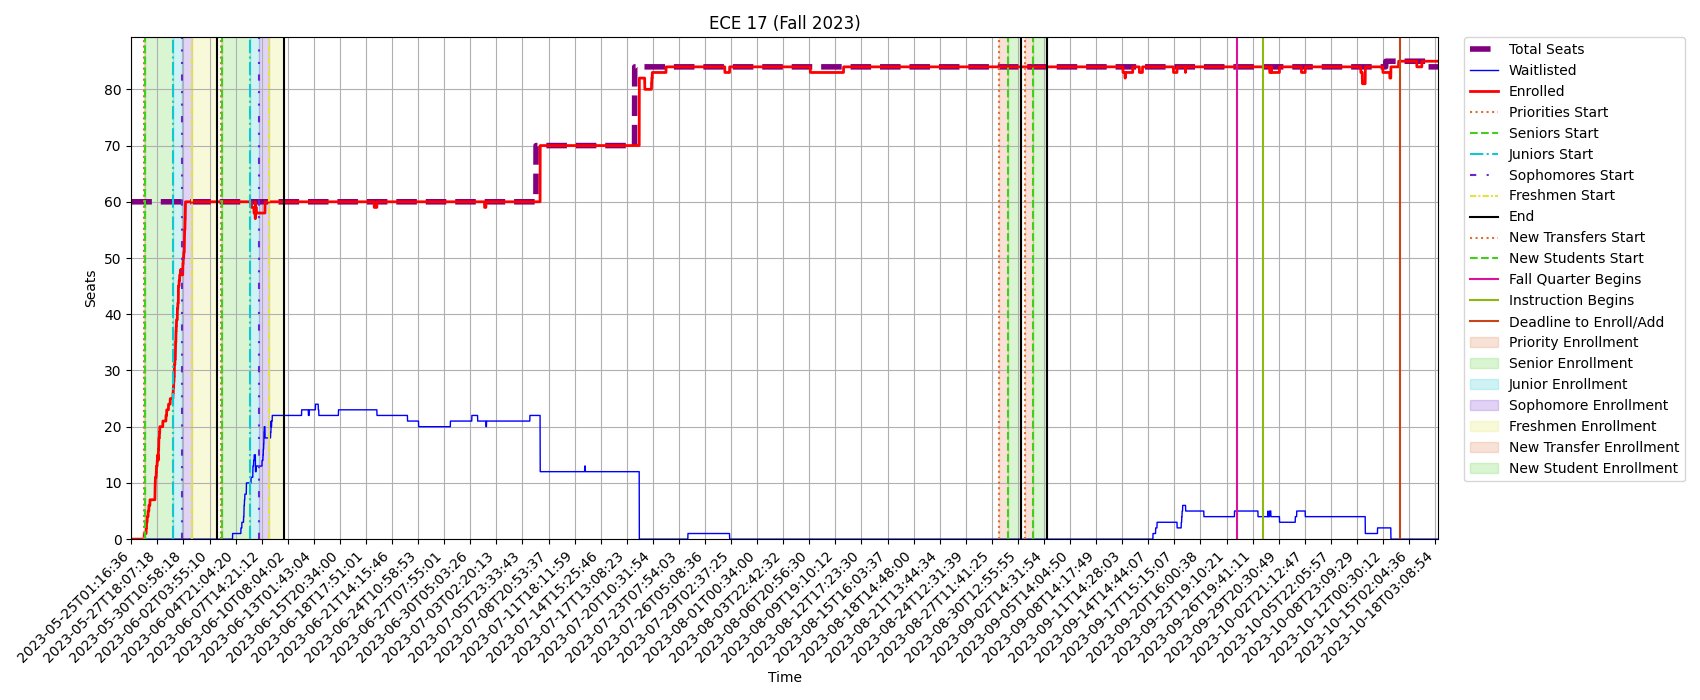 ECE 17 (Fall 2023)
Seats
0
10
20
30
40
50
60
70
80
2023-05-25T01:16:36
2023-05-27T18:07:18
2023-05-30T10:58:18
2023-06-02T03:55:10
2023-06-04T21:04:20
2023-06-07T14:21:12
2023-06-10T08:04:02
2023-06-13T01:43:04
2023-06-15T20:34:00
2023-06-18T17:51:01
2023-06-21T14:15:46
2023-06-24T10:58:53
2023-06-27T07:55:01
2023-06-30T05:03:26
2023-07-03T02:20:13
2023-07-05T23:33:43
2023-07-08T20:53:37
2023-07-11T18:11:59
2023-07-14T15:25:46
2023-07-17T13:08:23
2023-07-20T10:31:54
2023-07-23T07:54:03
2023-07-26T05:08:36
2023-07-29T02:37:25
2023-08-01T00:34:00
2023-08-03T22:42:32
2023-08-06T20:56:30
2023-08-09T19:10:12
2023-08-12T17:23:30
2023-08-15T16:03:37
2023-08-18T14:48:00
2023-08-21T13:44:34
2023-08-24T12:31:39
2023-08-27T11:41:25
2023-08-30T12:55:55
2023-09-02T14:31:54
2023-09-05T14:04:50
2023-09-08T14:17:49
2023-09-11T14:28:03
2023-09-14T14:44:07
2023-09-17T15:15:07
2023-09-20T16:00:38
2023-09-23T19:10:21
2023-09-26T19:41:11
2023-09-29T20:30:49
2023-10-02T21:12:47
2023-10-05T22:05:57
2023-10-08T23:09:29
2023-10-12T00:30:12
2023-10-15T02:04:36
2023-10-18T03:08:54
Time
Total Seats
Waitlisted
Enrolled
Priorities Start
Seniors Start
Juniors Start
Sophomores Start
Freshmen Start
End
New Transfers Start
New Students Start
Fall Quarter Begins
Instruction Begins
Deadline to Enroll/Add
Priority Enrollment
Senior Enrollment
Junior Enrollment
Sophomore Enrollment
Freshmen Enrollment
New Transfer Enrollment
New Student Enrollment